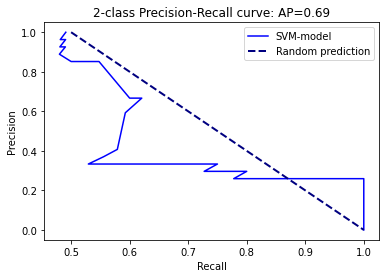 2-class Precision-Recall curve: AP=0.69
SVM-model
Random prediction
1.0
0.8
0.6
0.4
0.2
0.0
Precision
0.5
0.6
0.7
0.8
0.9
1.0
Recall